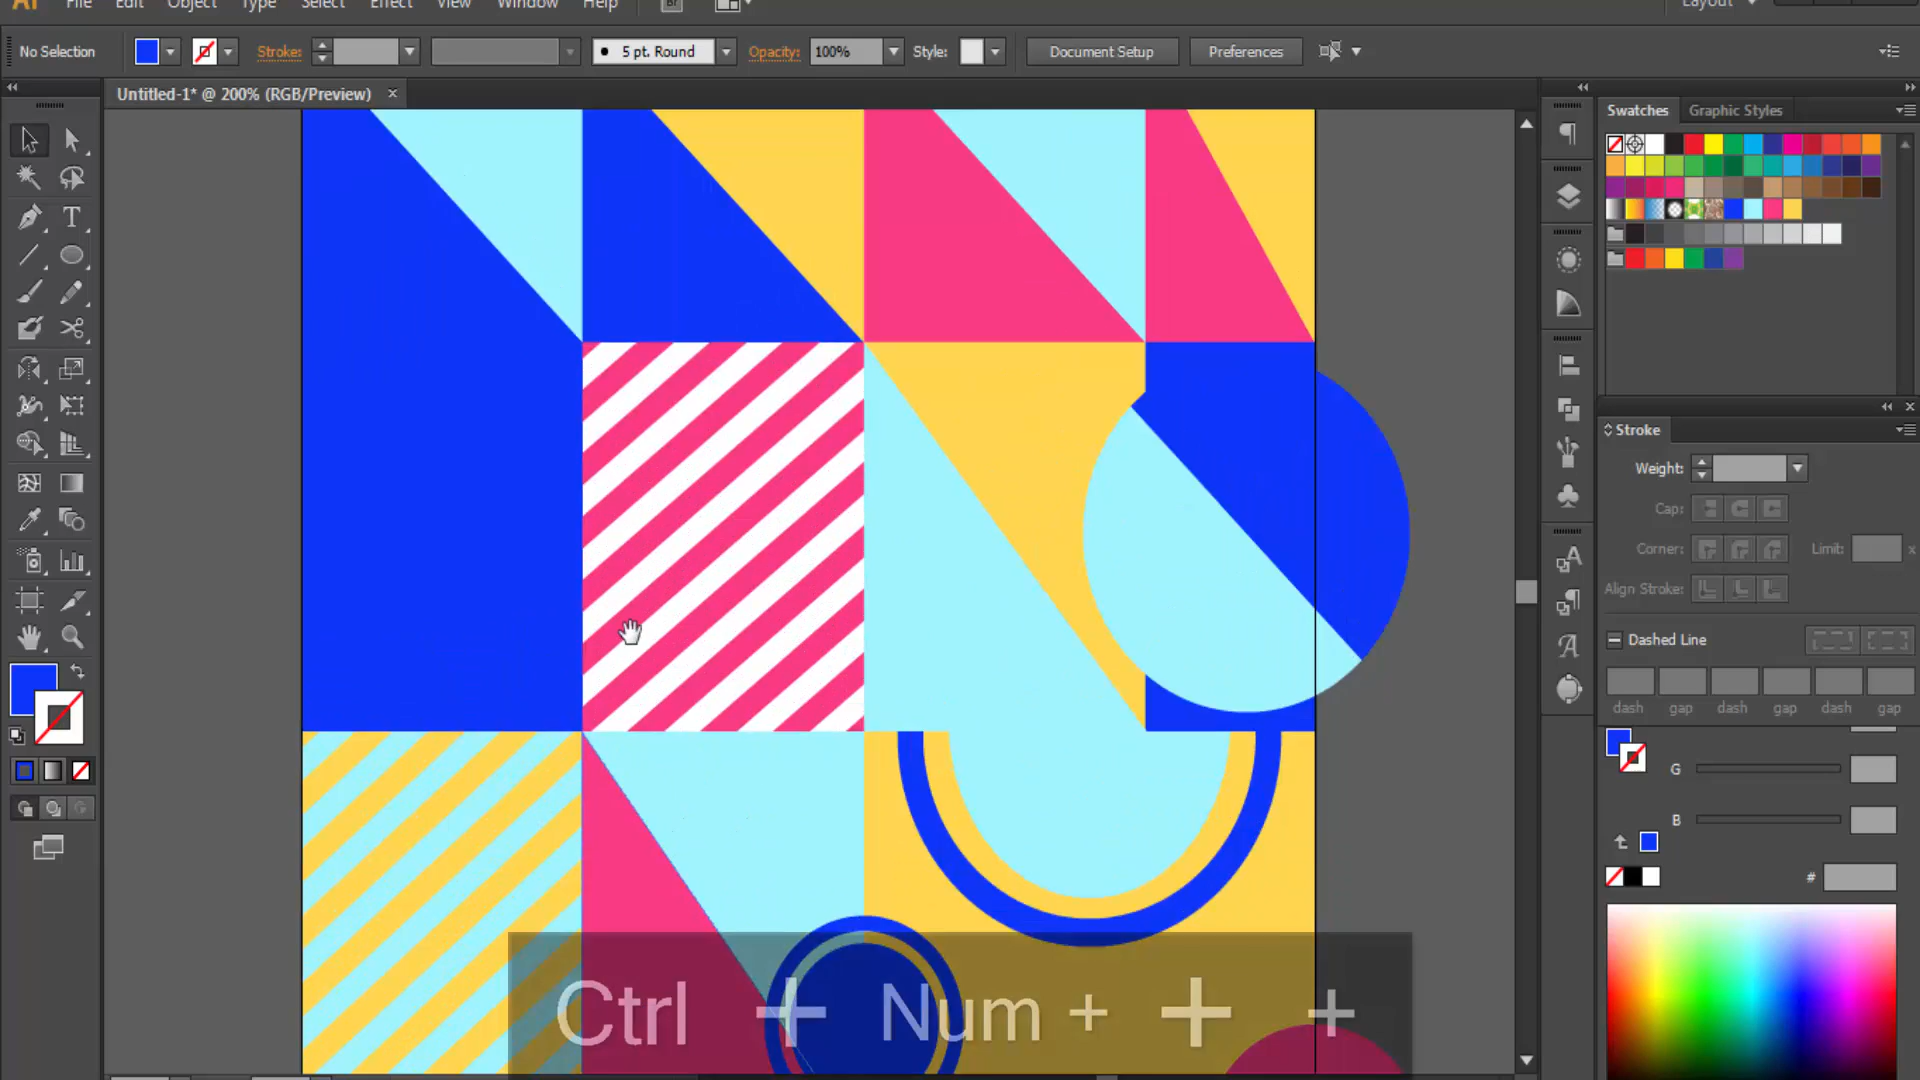 Ai File Edit Object Type Select Effect View Window Help Br Layout
No Selection Stroke: 5 pt. Round Opacity: 100% Style: Document Setup Preferences
Untitled-1* @ 200% (RGB/Preview) ×
Swatches Graphic Styles
Stroke
Weight:
Cap:
Corner: Limit: x
Align Stroke:
Dashed Line
dash gap dash gap dash gap
G
B
#
Ctrl + Num + + +